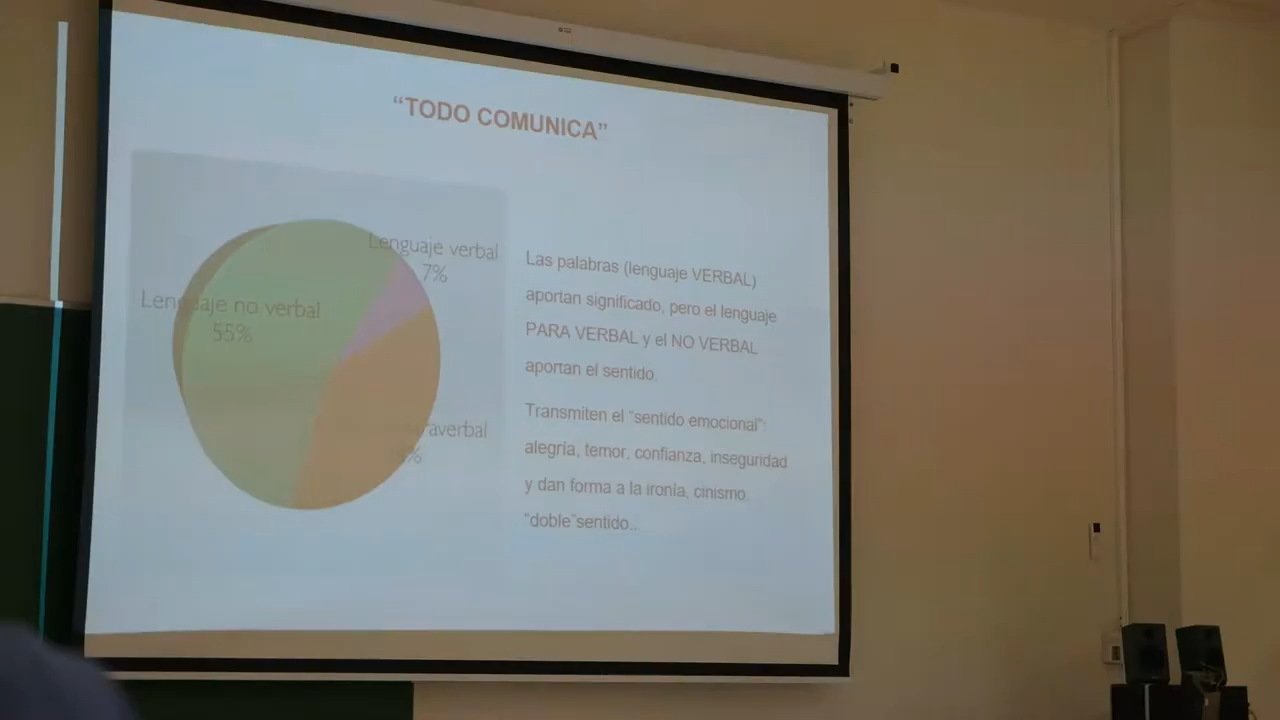 “TODO COMUNICA”
Lenguaje verbal
7%
Lenguaje no verbal
55%
Las palabras (lenguaje VERBAL)
aportan significado, pero el lenguaje
PARA VERBAL y el NO VERBAL
aportan el sentido.
Transmiten el “sentido emocional”:
alegría, temor, confianza, inseguridad
y dan forma a la ironía, cinismo,
“doble”sentido...